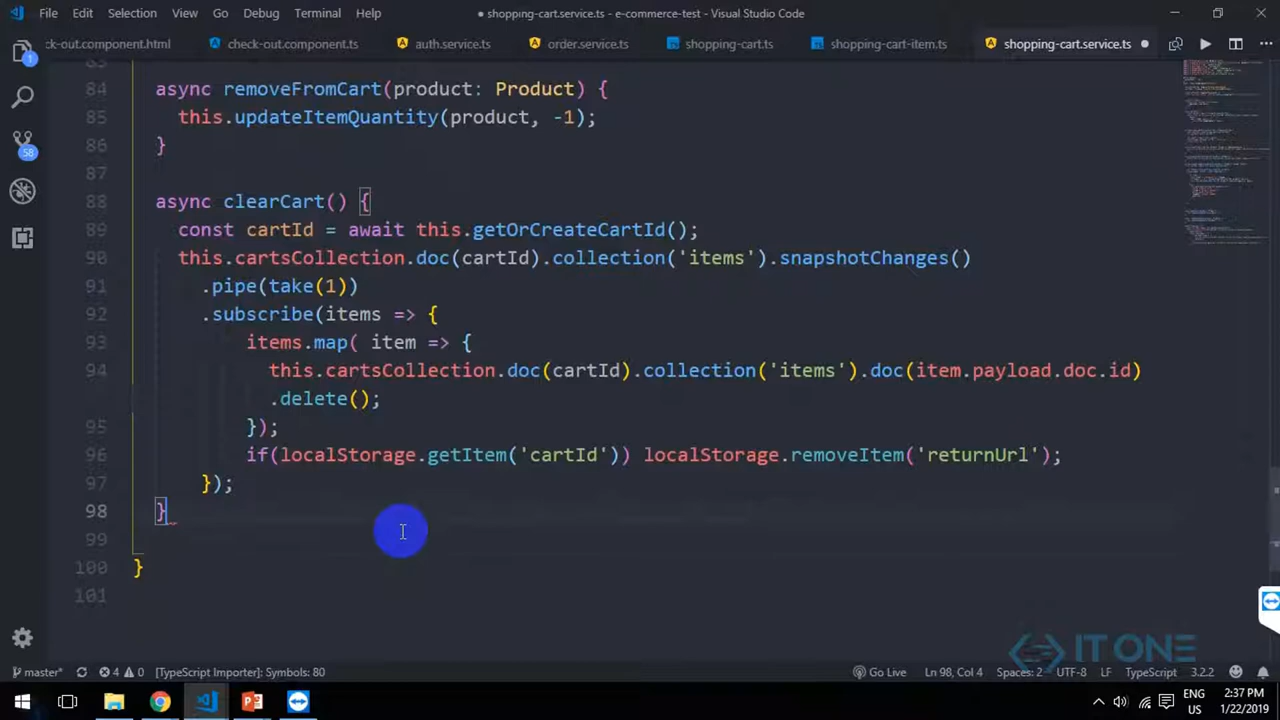 File Edit Selection View Go Debug Terminal Help
shopping-cart.service.ts - e-commerce-test - Visual Studio Code
ck-out.component.html check-out.component.ts auth.service.ts order.service.ts shopping-cart.ts shopping-cart-item.ts shopping-cart.service.ts
84 async removeFromCart(product: Product) {
85 this.updateItemQuantity(product, -1);
86 }
87
88 async clearCart() {
89 const cartId = await this.getOrCreateCartId();
90 this.cartsCollection.doc(cartId).collection('items').snapshotChanges()
91 .pipe(take(1))
92 .subscribe(items => {
93 items.map( item => {
94 this.cartsCollection.doc(cartId).collection('items').doc(item.payload.doc.id)
.delete();
95 });
96 if(localStorage.getItem('cartId')) localStorage.removeItem('returnUrl');
97 });
98 }
99
100 }
101
1
58
IT ONE
master* 4 0 [TypeScript Importer]: Symbols: 80 Go Live Ln 98, Col 4 Spaces: 2 UTF-8 LF TypeScript 3.2.2
ENG 2:37 PM
US 1/22/2019